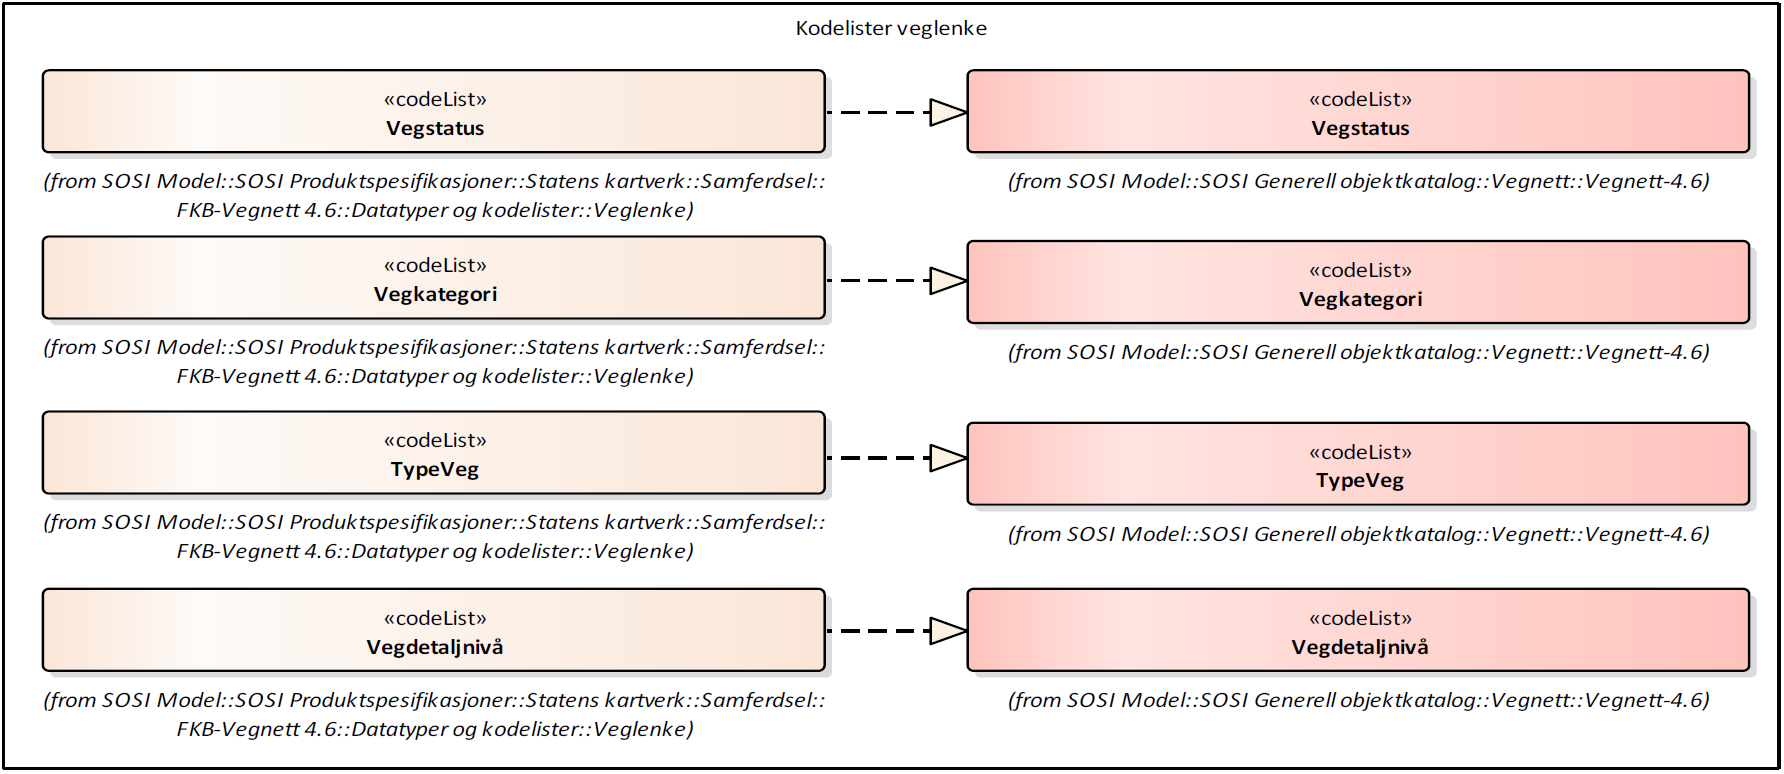 Kodelister veglenke
«codeList»
Vegstatus
(from SOSI Model::SOSI Produktspesifikasjoner::Statens kartverk::Samferdsel::
FKB-Vegnett 4.6::Datatyper og kodelister::Veglenke)
«codeList»
Vegstatus
(from SOSI Model::SOSI Generell objektkatalog::Vegnett::Vegnett-4.6)
«codeList»
Vegkategori
(from SOSI Model::SOSI Produktspesifikasjoner::Statens kartverk::Samferdsel::
FKB-Vegnett 4.6::Datatyper og kodelister::Veglenke)
«codeList»
Vegkategori
(from SOSI Model::SOSI Generell objektkatalog::Vegnett::Vegnett-4.6)
«codeList»
TypeVeg
(from SOSI Model::SOSI Produktspesifikasjoner::Statens kartverk::Samferdsel::
FKB-Vegnett 4.6::Datatyper og kodelister::Veglenke)
«codeList»
TypeVeg
(from SOSI Model::SOSI Generell objektkatalog::Vegnett::Vegnett-4.6)
«codeList»
Vegdetaljnivå
(from SOSI Model::SOSI Produktspesifikasjoner::Statens kartverk::Samferdsel::
FKB-Vegnett 4.6::Datatyper og kodelister::Veglenke)
«codeList»
Vegdetaljnivå
(from SOSI Model::SOSI Generell objektkatalog::Vegnett::Vegnett-4.6)